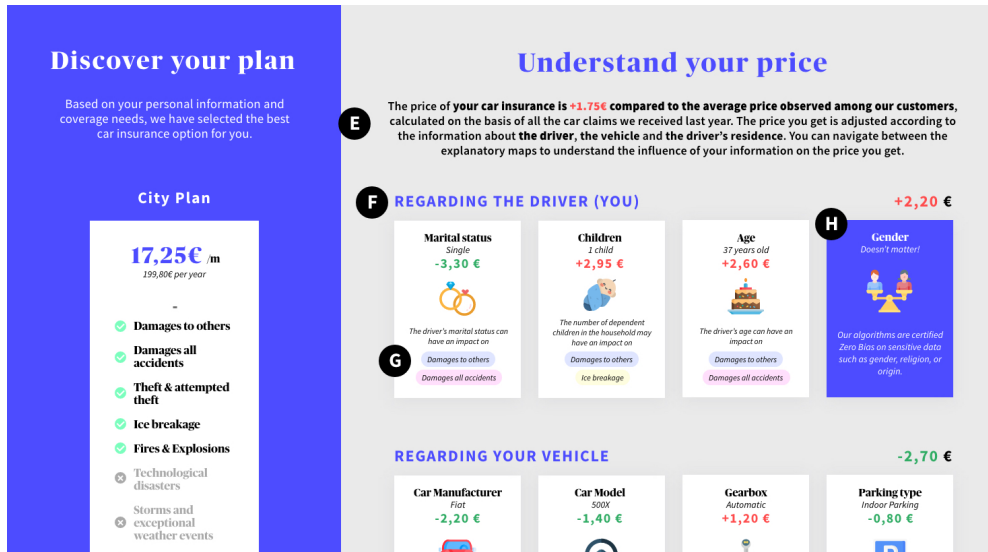 Discover your plan
Based on your personal information and
coverage needs, we have selected the best
car insurance option for you.
City Plan
17,25€ /m
199,80€ per year
-
Damages to others
Damages all
accidents
Theft & attempted
theft
Ice breakage
Fires & Explosions
Technological
disasters
Storms and
exceptional
weather events
Understand your price
E
The price of your car insurance is +1.75€ compared to the average price observed among our customers,
calculated on the basis of all the car claims we received last year. The price you get is adjusted according to
the information about the driver, the vehicle and the driver's residence. You can navigate between the
explanatory maps to understand the influence of your information on the price you get.
F
REGARDING THE DRIVER (YOU)
+2,20 €
Marital status
Single
-3,30 €
The driver's marital status can
have an impact on
G
Damages to others
Damages all accidents
Children
1 child
+2,95 €
The number of dependent
children in the household may
have an impact on
Damages to others
Ice breakage
Age
37 years old
+2,60 €
The driver's age can have an
impact on
Damages to others
Damages all accidents
H
Gender
Doesn't matter!
Our algorithms are certified
Zero Bias on sensitive data
such as gender, religion, or
origin.
REGARDING YOUR VEHICLE
-2,70 €
Car Manufacturer
Fiat
-2,20 €
Car Model
500X
-1,40 €
Gearbox
Automatic
+1,20 €
Parking type
Indoor Parking
-0,80 €
P